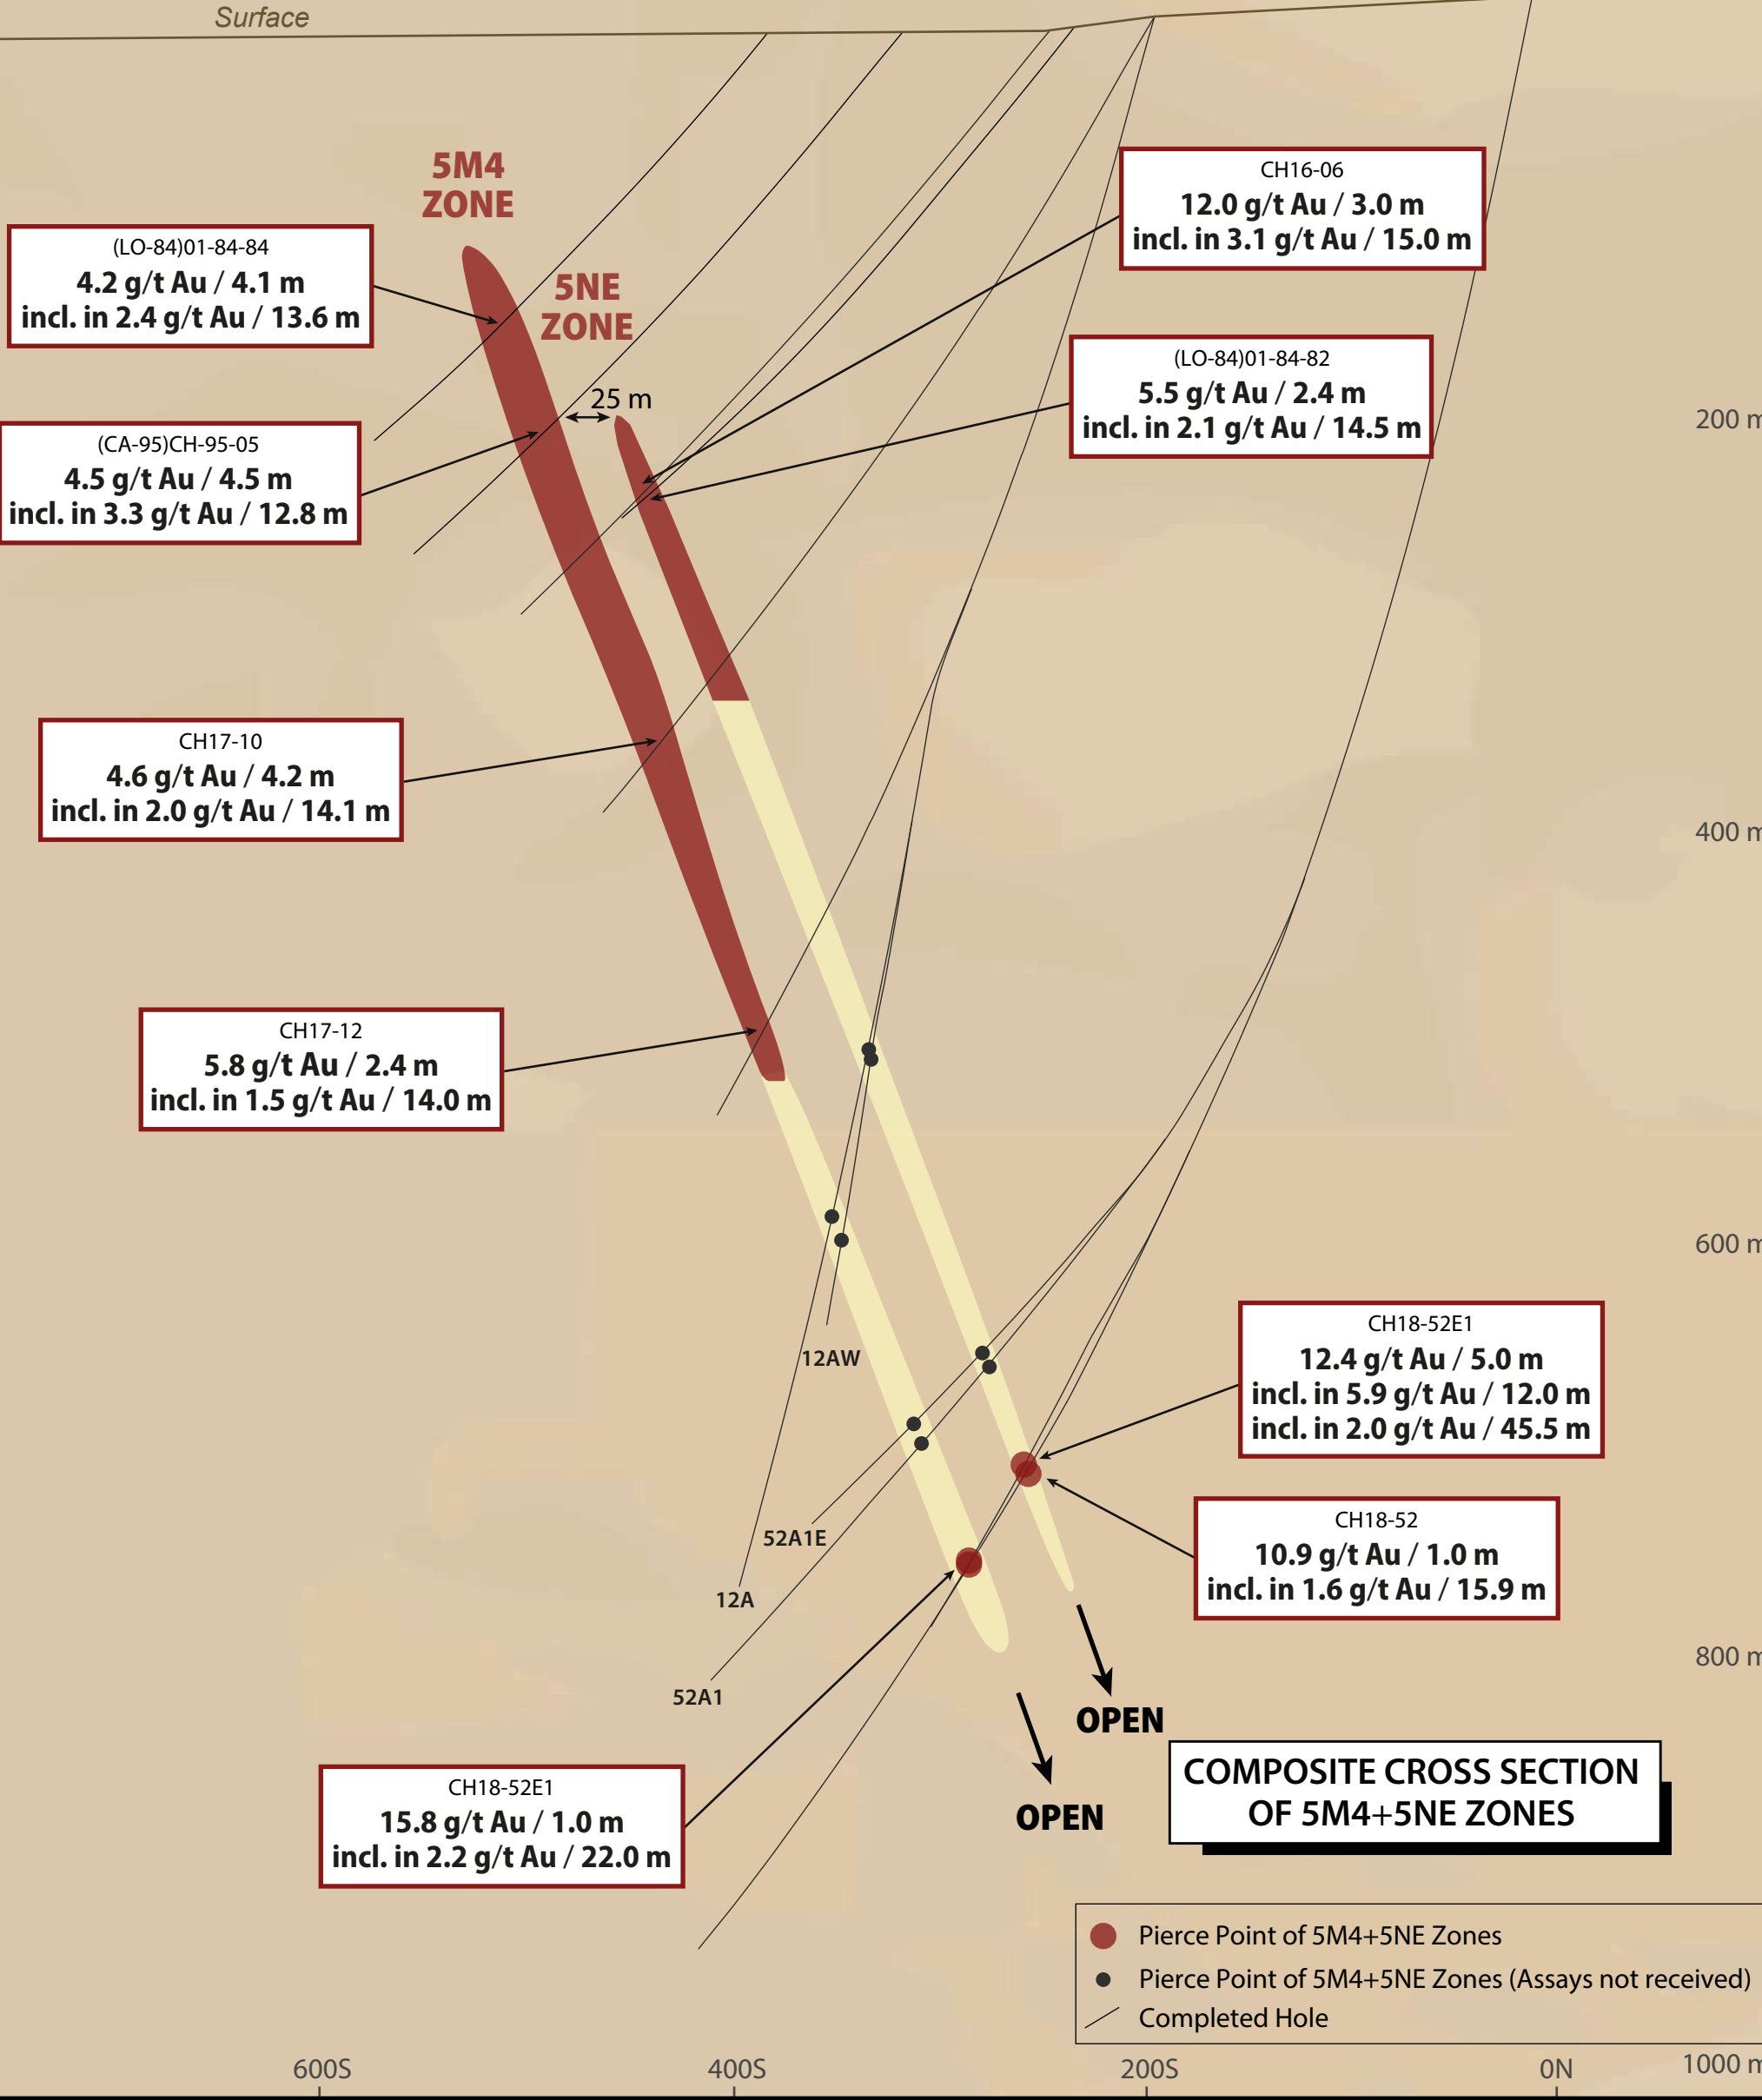 Surface
5M4
ZONE
5NE
ZONE
25 m
(LO-84)01-84-84
4.2 g/t Au / 4.1 m
incl. in 2.4 g/t Au / 13.6 m
CH16-06
12.0 g/t Au / 3.0 m
incl. in 3.1 g/t Au / 15.0 m
(LO-84)01-84-82
5.5 g/t Au / 2.4 m
incl. in 2.1 g/t Au / 14.5 m
200 m
(CA-95)CH-95-05
4.5 g/t Au / 4.5 m
incl. in 3.3 g/t Au / 12.8 m
CH17-10
4.6 g/t Au / 4.2 m
incl. in 2.0 g/t Au / 14.1 m
400 m
CH17-12
5.8 g/t Au / 2.4 m
incl. in 1.5 g/t Au / 14.0 m
600 m
12AW
CH18-52E1
12.4 g/t Au / 5.0 m
incl. in 5.9 g/t Au / 12.0 m
incl. in 2.0 g/t Au / 45.5 m
52A1E
CH18-52
10.9 g/t Au / 1.0 m
incl. in 1.6 g/t Au / 15.9 m
12A
800 m
52A1
OPEN
OPEN
CH18-52E1
15.8 g/t Au / 1.0 m
incl. in 2.2 g/t Au / 22.0 m
COMPOSITE CROSS SECTION
OF 5M4+5NE ZONES
Pierce Point of 5M4+5NE Zones
Pierce Point of 5M4+5NE Zones (Assays not received)
Completed Hole
600S
400S
200S
0N
1000 m